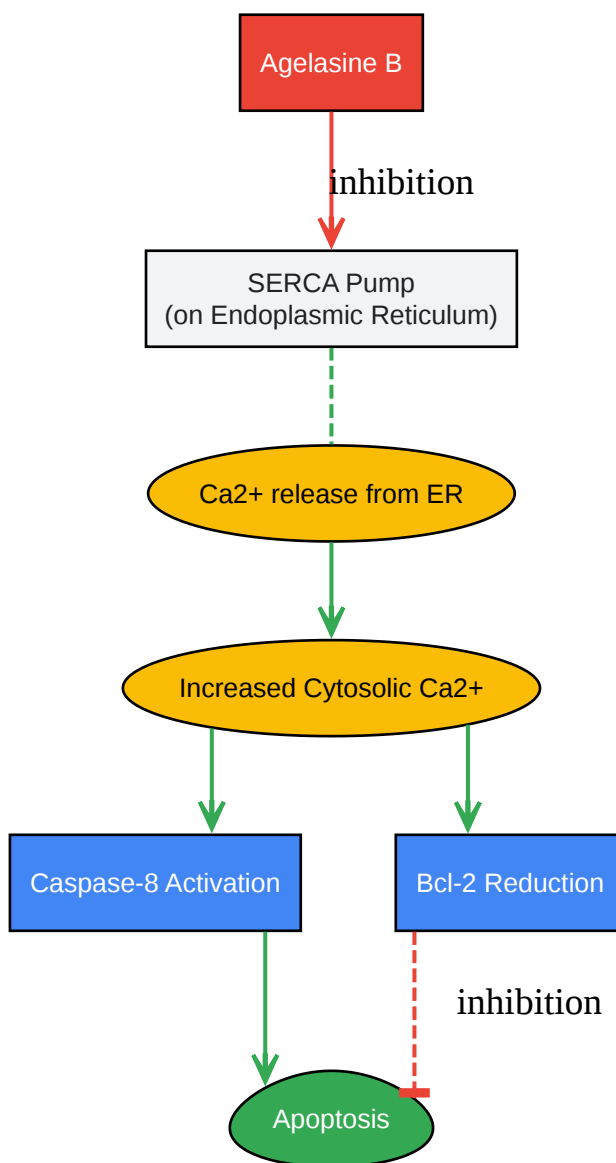 Agelasine B
inhibition
SERCA Pump
(on Endoplasmic Reticulum)
Ca2+ release from ER
Increased Cytosolic Ca2+
Caspase-8 Activation
Bcl-2 Reduction
inhibition
Apoptosis